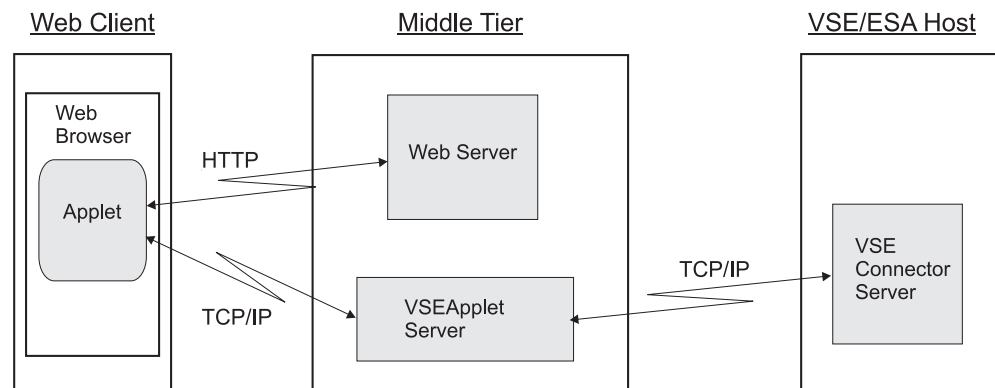 Web Client
Middle Tier
VSE/ESA Host
Web
Browser
Applet
HTTP
Web Server
TCP/IP
VSEApplet
Server
TCP/IP
VSE
Connector
Server